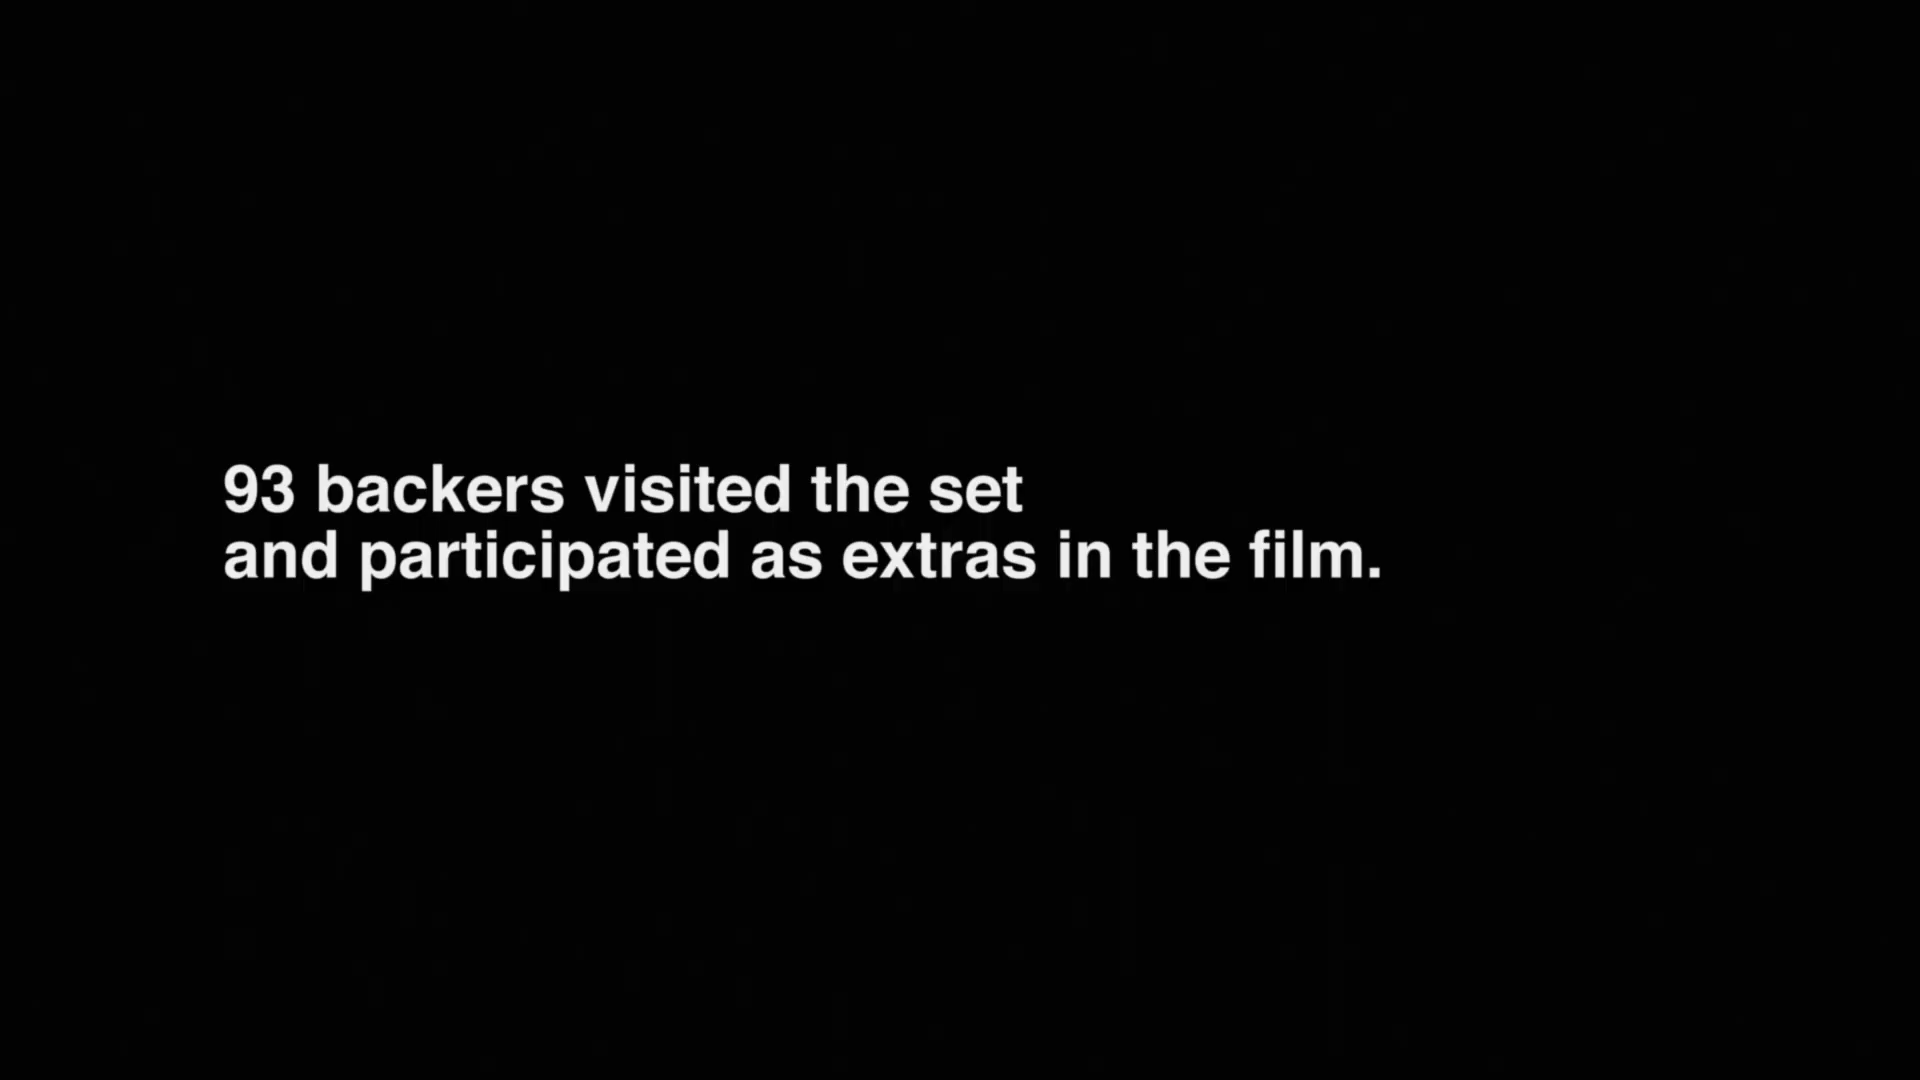 93 backers visited the set
and participated as extras in the film.